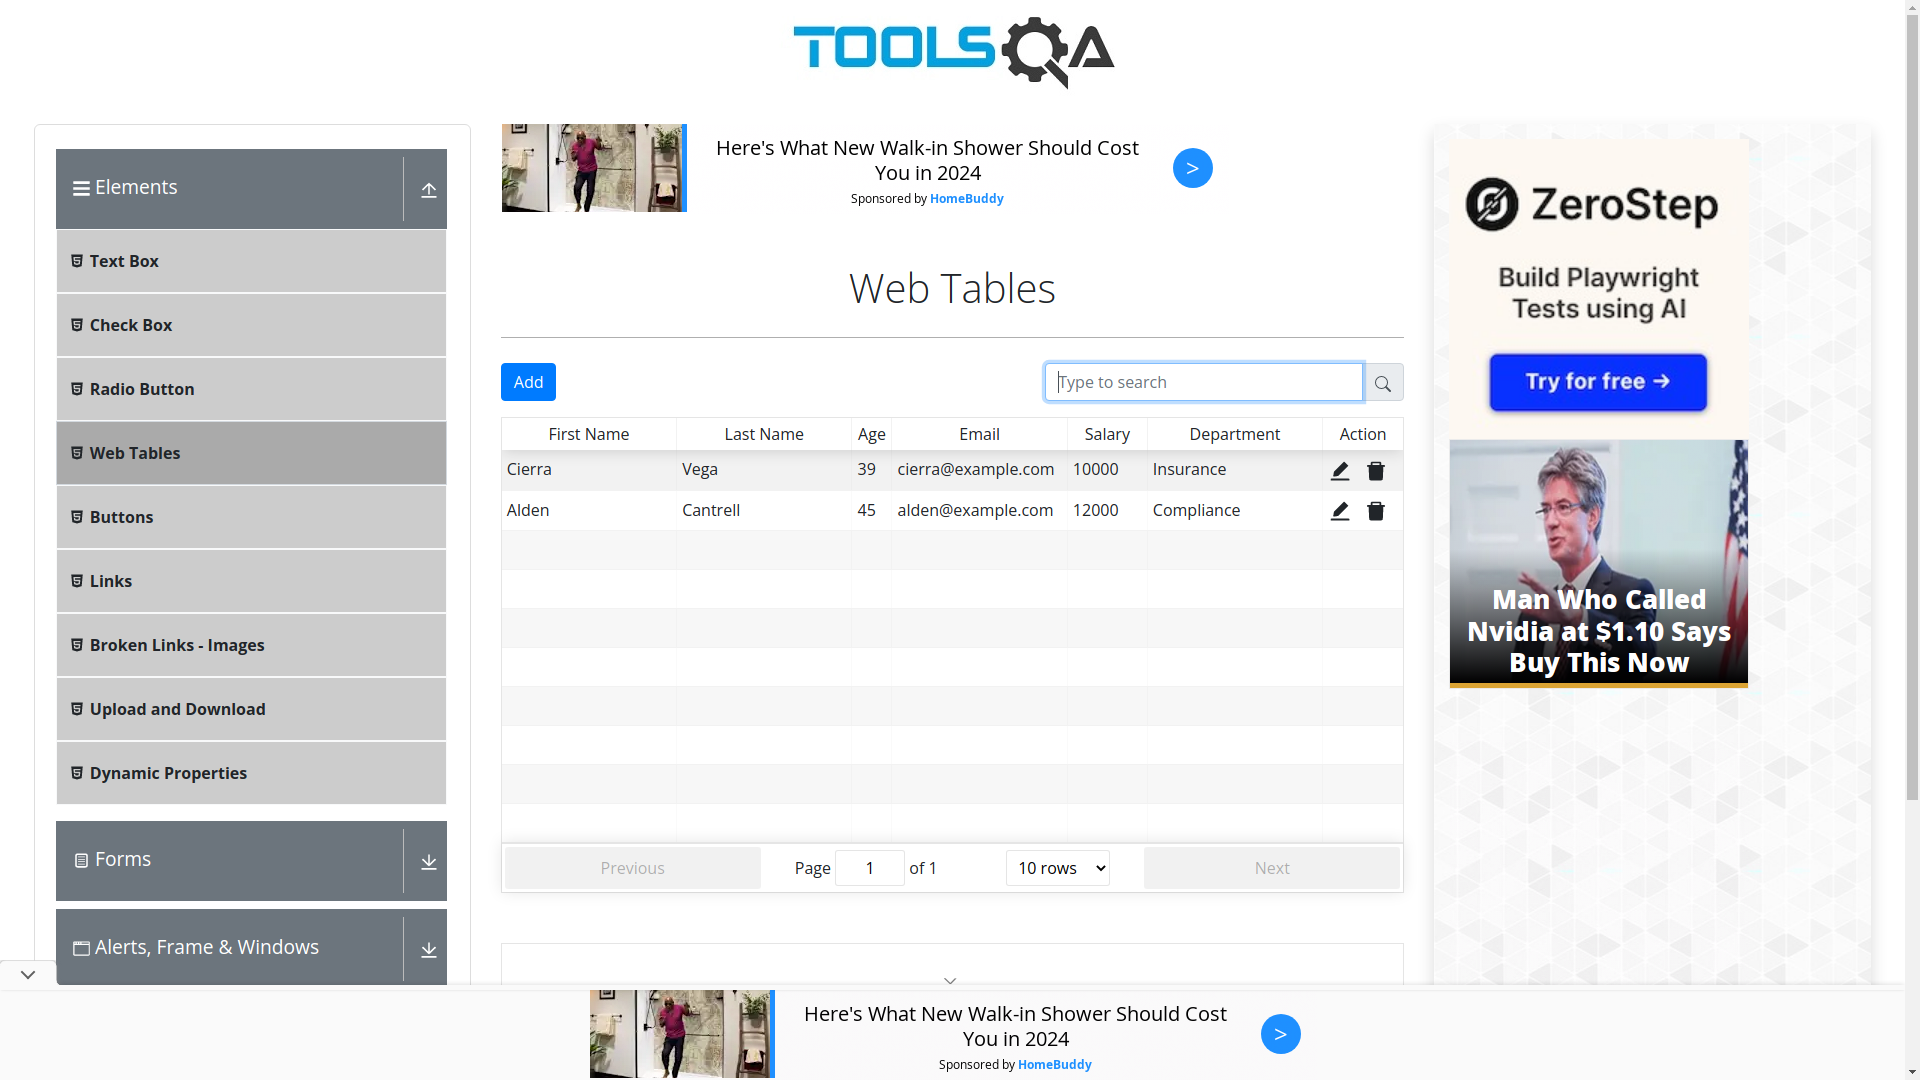 TOOLSQA
Elements
Text Box
Check Box
Radio Button
Web Tables
Buttons
Links
Broken Links - Images
Upload and Download
Dynamic Properties
Forms
Alerts, Frame & Windows
Here's What New Walk-in Shower Should Cost
You in 2024
Sponsored by HomeBuddy
>
Web Tables
Add
Type to search
First Name Last Name Age Email Salary Department Action
Cierra Vega 39 cierra@example.com 10000 Insurance
Alden Cantrell 45 alden@example.com 12000 Compliance
Previous Page 1 of 1 10 rows Next
ZeroStep
Build Playwright
Tests using AI
Try for free →
Man Who Called
Nvidia at $1.10 Says
Buy This Now
Here's What New Walk-in Shower Should Cost
You in 2024
Sponsored by HomeBuddy
>